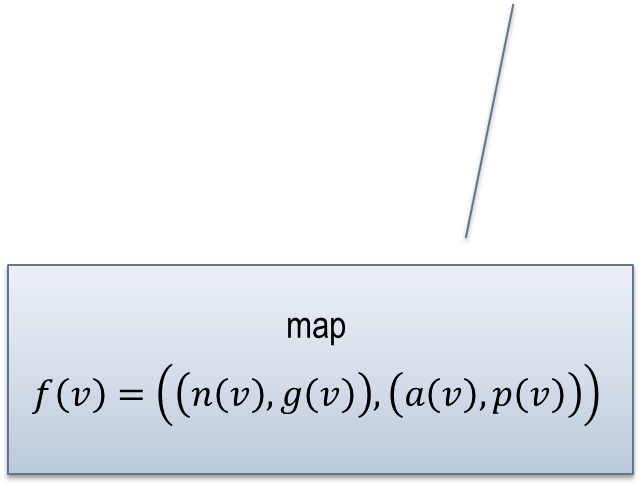 map
𝑓(𝑣) = ((𝑛(𝑣), 𝑔(𝑣)), (𝑎(𝑣), 𝑝(𝑣)))